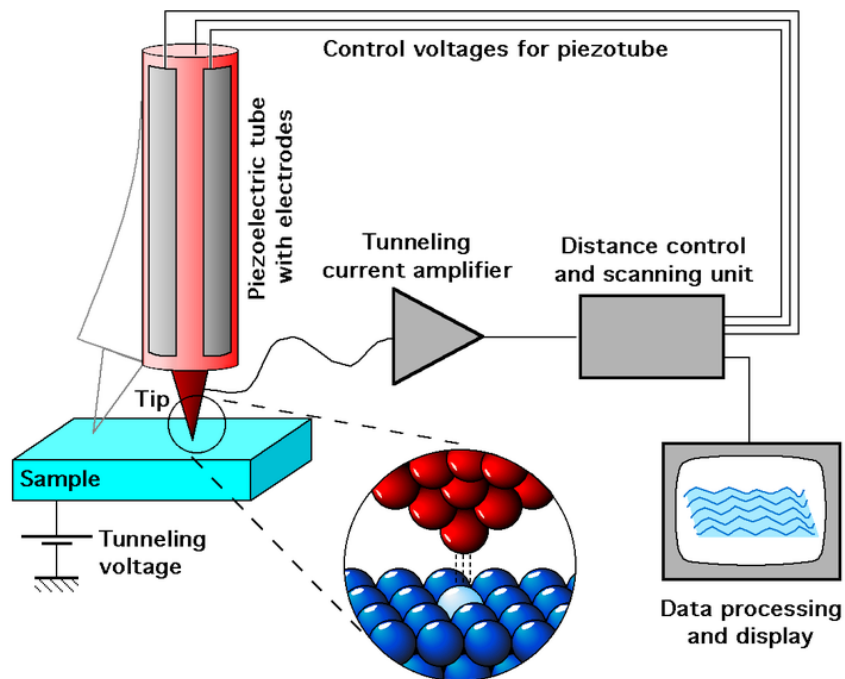 Control voltages for piezotube
Piezoelectric tube
with electrodes
Tunneling
current amplifier
Distance control
and scanning unit
Tip
Sample
Tunneling
voltage
Data processing
and display